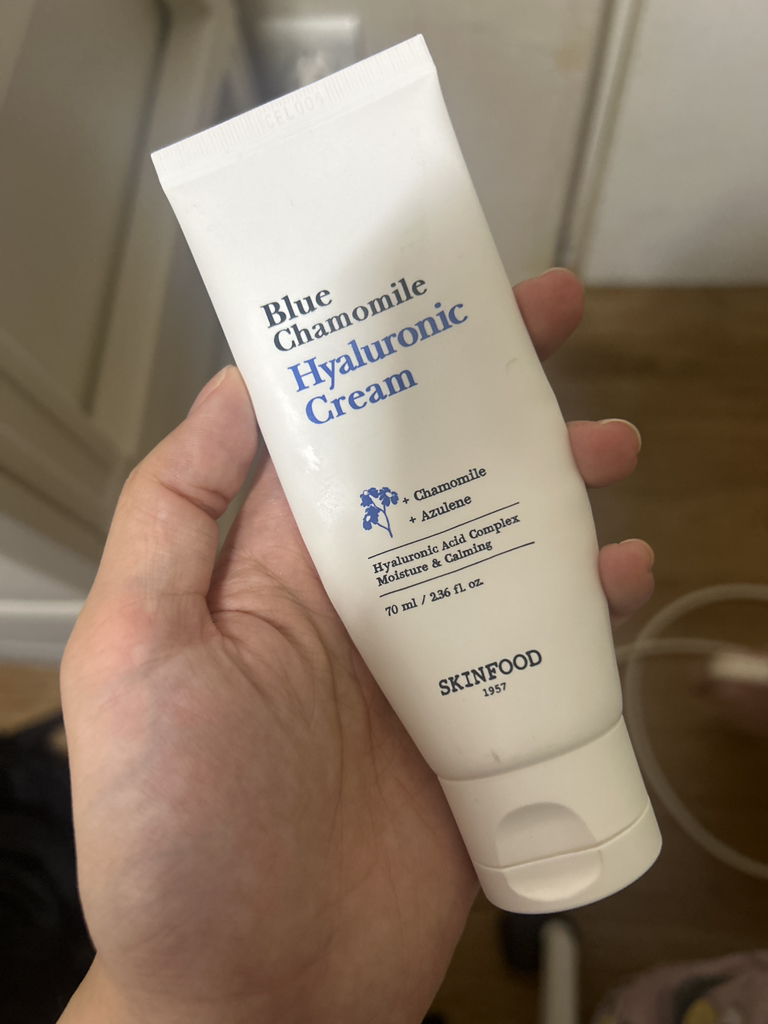 Blue
Chamomile
Hyaluronic
Cream
+ Chamomile
+ Azulene
Hyaluronic Acid Complex
Moisture & Calming
70 ml / 2.36 fl. oz.
SKINFOOD
1957